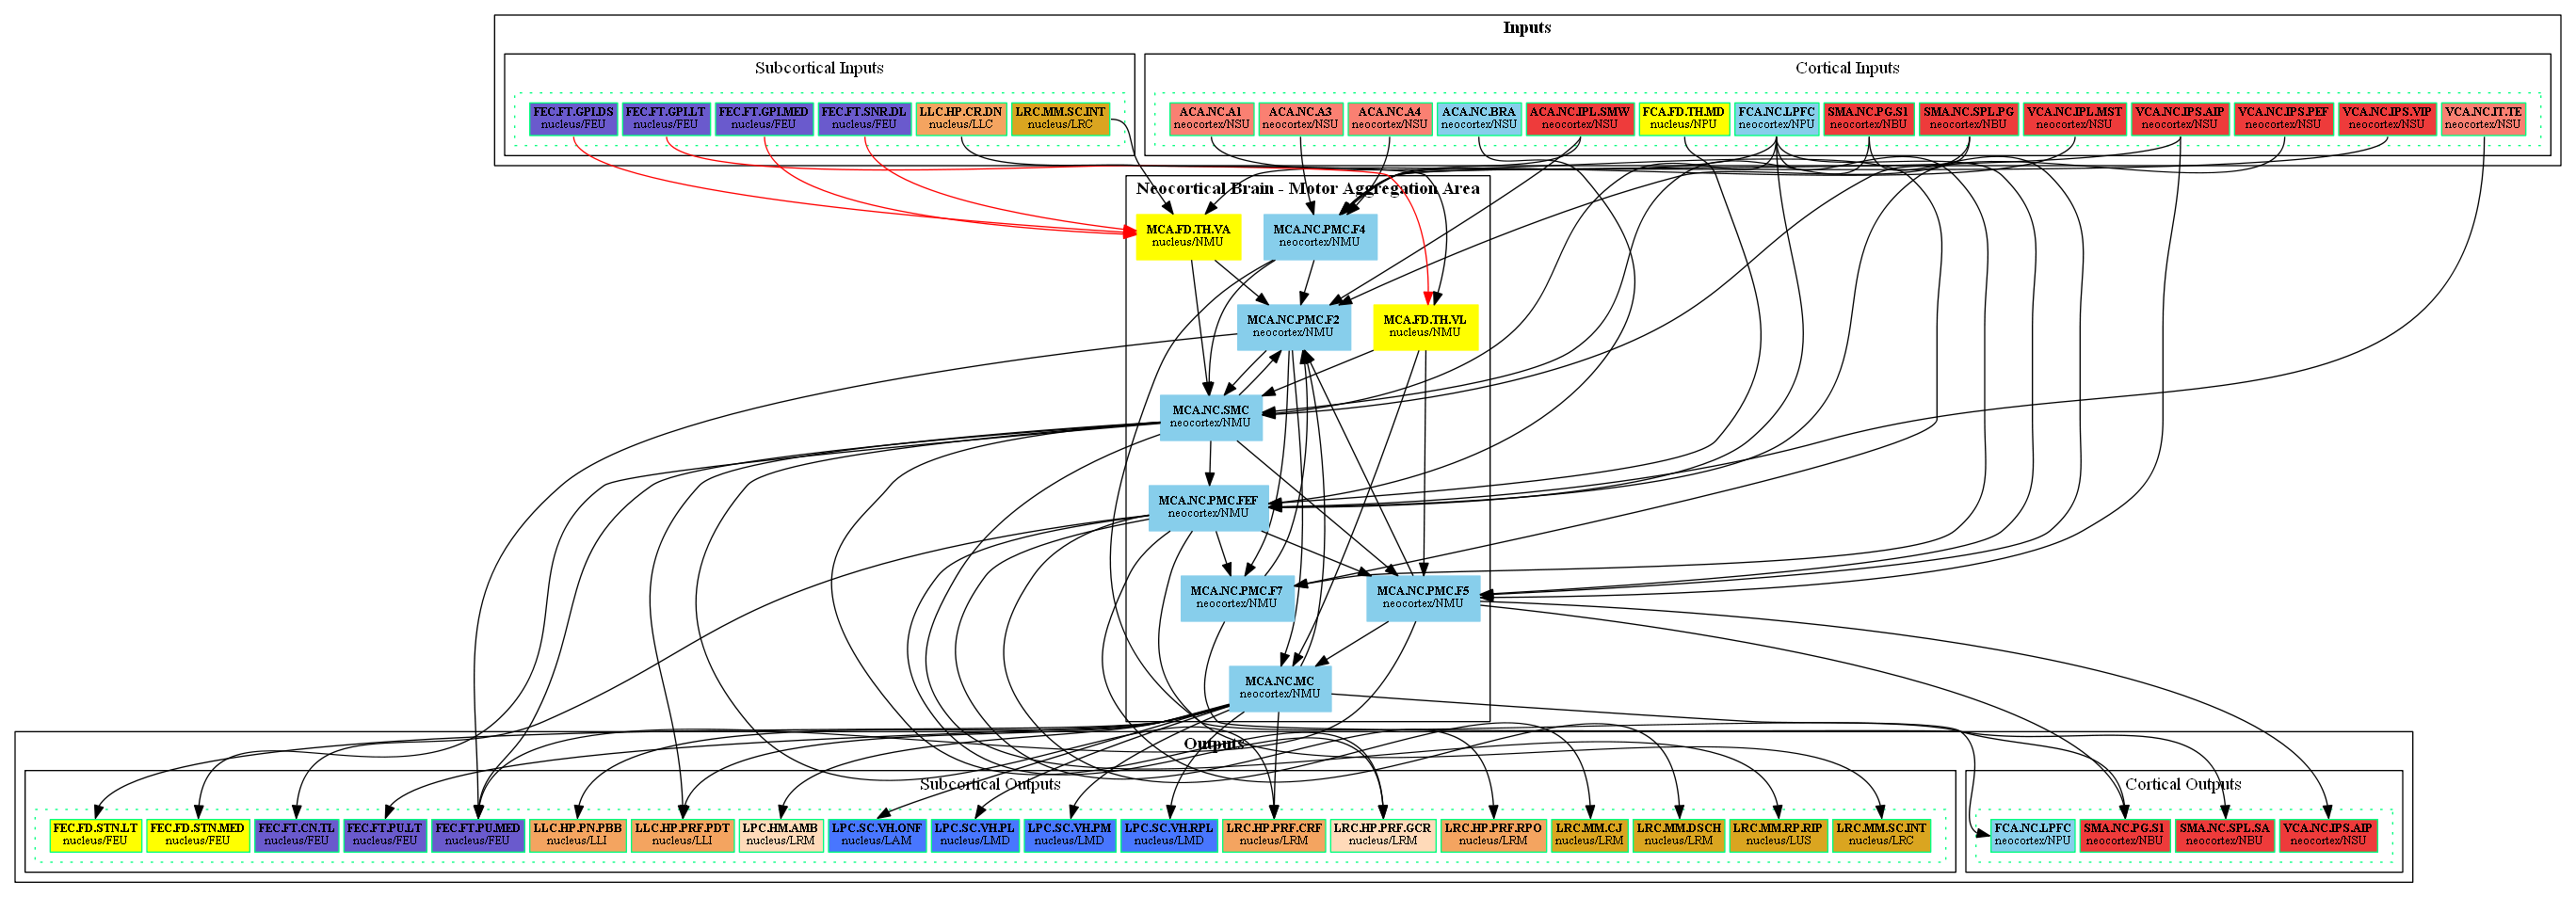 Inputs
Subcortical Inputs
Cortical Inputs
FEC.FT.GPI.DS
nucleus/FEU
FEC.FT.GPI.LT
nucleus/FEU
FEC.FT.GPI.MED
nucleus/FEU
FEC.FT.SNR.DL
nucleus/FEU
LLC.HP.CR.DN
nucleus/LLC
LRC.MM.SC.INT
nucleus/LRC
ACA.NC.A1
neocortex/NSU
ACA.NC.A3
neocortex/NSU
ACA.NC.A4
neocortex/NSU
ACA.NC.BRA
neocortex/NSU
ACA.NC.IPL.SMW
neocortex/NSU
FCA.FD.TH.MD
nucleus/NPU
FCA.NC.LPFC
neocortex/NPU
SMA.NC.PG.S1
neocortex/NBU
SMA.NC.SPL.PG
neocortex/NBU
VCA.NC.IPL.MST
neocortex/NSU
VCA.NC.IPS.AIP
neocortex/NSU
VCA.NC.IPS.PEF
neocortex/NSU
VCA.NC.IPS.VIP
neocortex/NSU
VCA.NC.IT.TE
neocortex/NSU
Neocortical Brain - Motor Aggregation Area
MCA.FD.TH.VA
nucleus/NMU
MCA.NC.PMC.F4
neocortex/NMU
MCA.NC.PMC.F2
neocortex/NMU
MCA.FD.TH.VL
nucleus/NMU
MCA.NC.SMC
neocortex/NMU
MCA.NC.PMC.FEF
neocortex/NMU
MCA.NC.PMC.F7
neocortex/NMU
MCA.NC.PMC.F5
neocortex/NMU
MCA.NC.MC
neocortex/NMU
Outputs
Subcortical Outputs
Cortical Outputs
FEC.FD.STN.LT
nucleus/FEU
FEC.FD.STN.MED
nucleus/FEU
FEC.FT.CN.TL
nucleus/FEU
FEC.FT.PU.LT
nucleus/FEU
FEC.FT.PU.MED
nucleus/FEU
LLC.HP.PN.PBB
nucleus/LLI
LLC.HP.PRF.PDT
nucleus/LLI
LPC.HM.AMB
nucleus/LRM
LPC.SC.VH.ONF
nucleus/LAM
LPC.SC.VH.PL
nucleus/LMD
LPC.SC.VH.PM
nucleus/LMD
LPC.SC.VH.RPL
nucleus/LMD
LRC.HP.PRF.CRF
nucleus/LRM
LRC.HP.PRF.GCR
nucleus/LRM
LRC.HP.PRF.RPO
nucleus/LRM
LRC.MM.CJ
nucleus/LRM
LRC.MM.DSCH
nucleus/LRM
LRC.MM.RP.RIP
nucleus/LUS
LRC.MM.SC.INT
nucleus/LRC
FCA.NC.LPFC
neocortex/NPU
SMA.NC.PG.S1
neocortex/NBU
SMA.NC.SPL.SA
neocortex/NBU
VCA.NC.IPS.AIP
neocortex/NSU